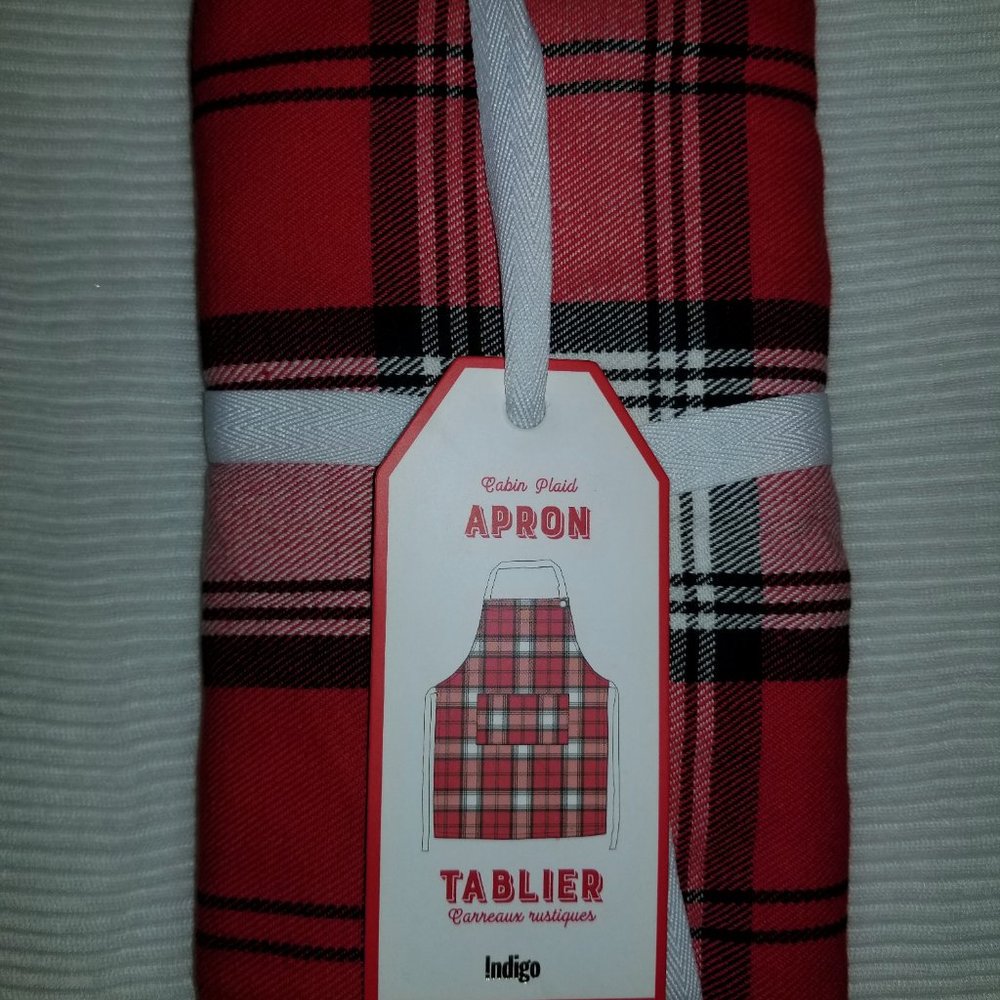 Cabin Plaid
APRON
TABLIER
Carreaux rustiques
Indigo